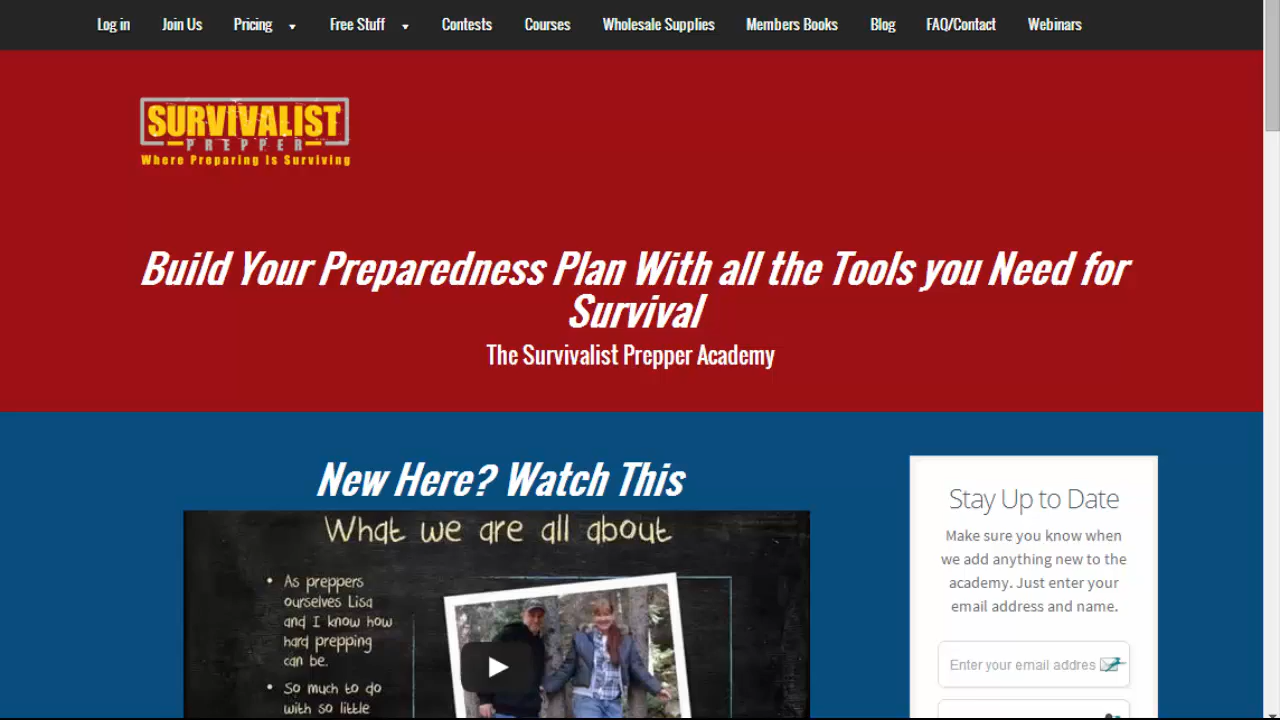 Log in Join Us Pricing Free Stuff Contests Courses Wholesale Supplies Members Books Blog FAQ/Contact Webinars
SURVIVALIST
PREPPER
Where Preparing Is Surviving
Build Your Preparedness Plan With all the Tools you Need for
Survival
The Survivalist Prepper Academy
New Here? Watch This
What we are all about
• As preppers
ourselves Lisa
and I know how
hard prepping
can be.
• So much to do
with so little
Stay Up to Date
Make sure you know when
we add anything new to the
academy. Just enter your
email address and name.
Enter your email addres